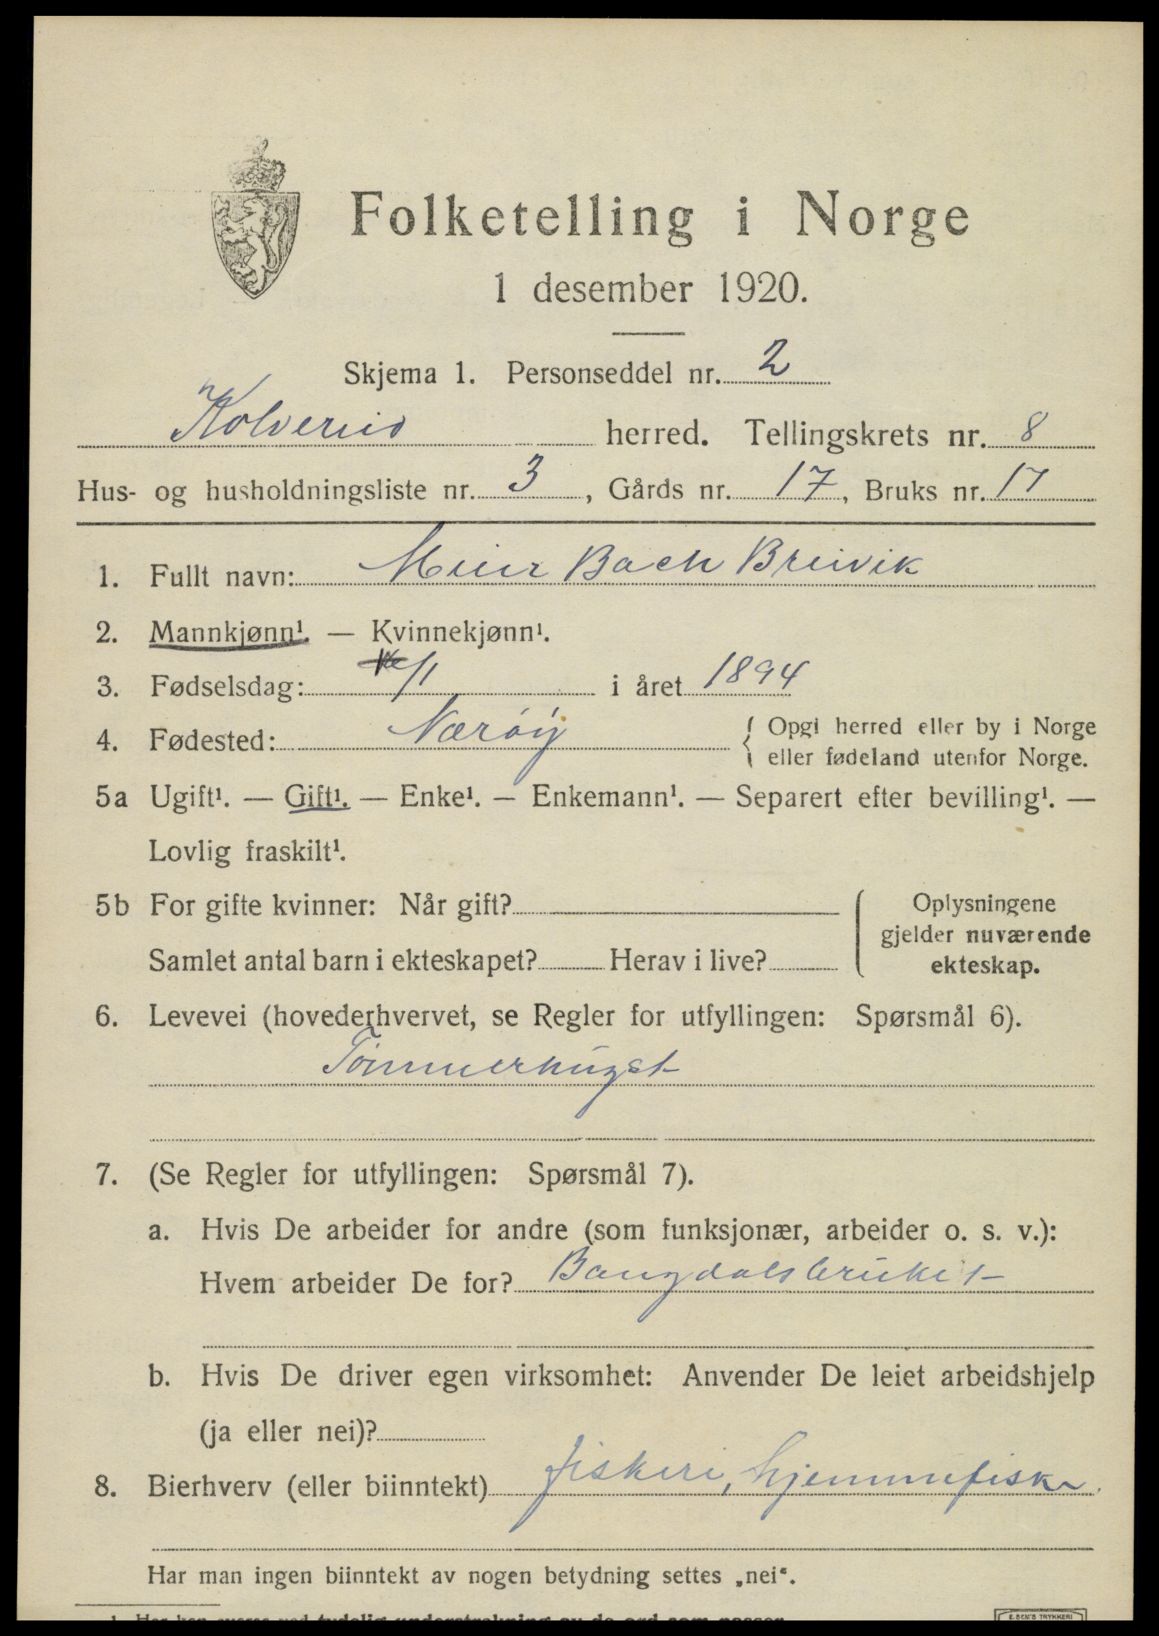 Folketelling i Norge
1 desember 1920.
Skjema 1. Personseddel nr. 2
Kolvereid herred. Tellingskrets nr. 8
Hus- og husholdningsliste nr. 3, Gårds nr. 17, Bruks nr. 17
1. Fullt navn: Meier Bach Breivik
2. Mannkjønn¹. — Kvinnekjønn¹.
3. Fødselsdag: /1 i året 1894
4. Fødested: Nærøy { Opgi herred eller by i Norge
eller fødeland utenfor Norge.
5a Ugift¹. — Gift¹. — Enke¹. — Enkemann¹. — Separert efter bevilling¹. —
Lovlig fraskilt¹.
5b For gifte kvinner: Når gift? { Oplysningene
gjelder nuværende
Samlet antal barn i ekteskapet? Herav i live? ekteskap.
6. Levevei (hovederhvervet, se Regler for utfyllingen: Spørsmål 6).
Tømmerhugst
7. (Se Regler for utfyllingen: Spørsmål 7).
a. Hvis De arbeider for andre (som funksjonær, arbeider o. s. v.):
Hvem arbeider De for? Bangdalsbruket
b. Hvis De driver egen virksomhet: Anvender De leiet arbeidshjelp
(ja eller nei)?
8. Bierhverv (eller biinntekt) fiskeri, hjemmefiske.
Har man ingen biinntekt av nogen betydning settes „nei“.